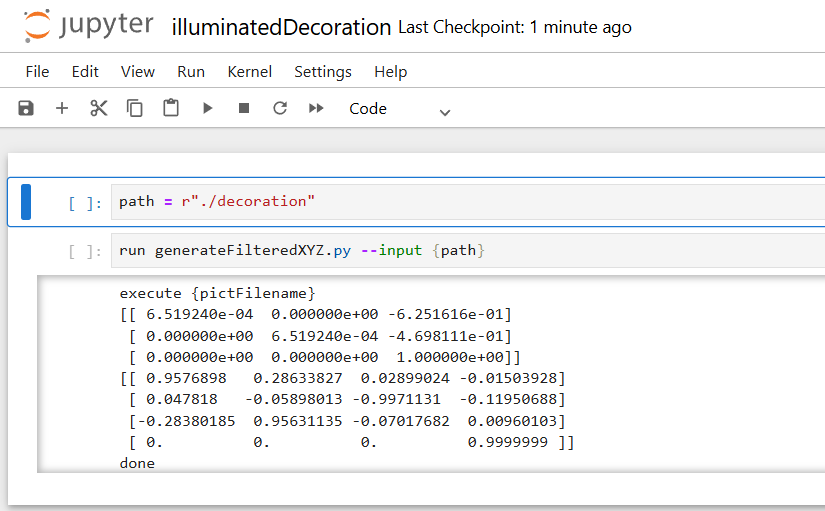 jupyter illuminatedDecoration Last Checkpoint: 1 minute ago
File Edit View Run Kernel Settings Help
Code
[ ]: path = r"./decoration"
[ ]: run generateFilteredXYZ.py --input {path}
execute {pictFilename}
[[ 6.519240e-04  0.000000e+00 -6.251616e-01]
 [ 0.000000e+00  6.519240e-04 -4.698111e-01]
 [ 0.000000e+00  0.000000e+00  1.000000e+00]]
[[ 0.9576898   0.28633827  0.02899024 -0.01503928]
 [ 0.047818   -0.05898013 -0.9971131  -0.11950688]
 [-0.28380185  0.95631135 -0.07017682  0.00960103]
 [ 0.          0.          0.          0.9999999 ]]
done